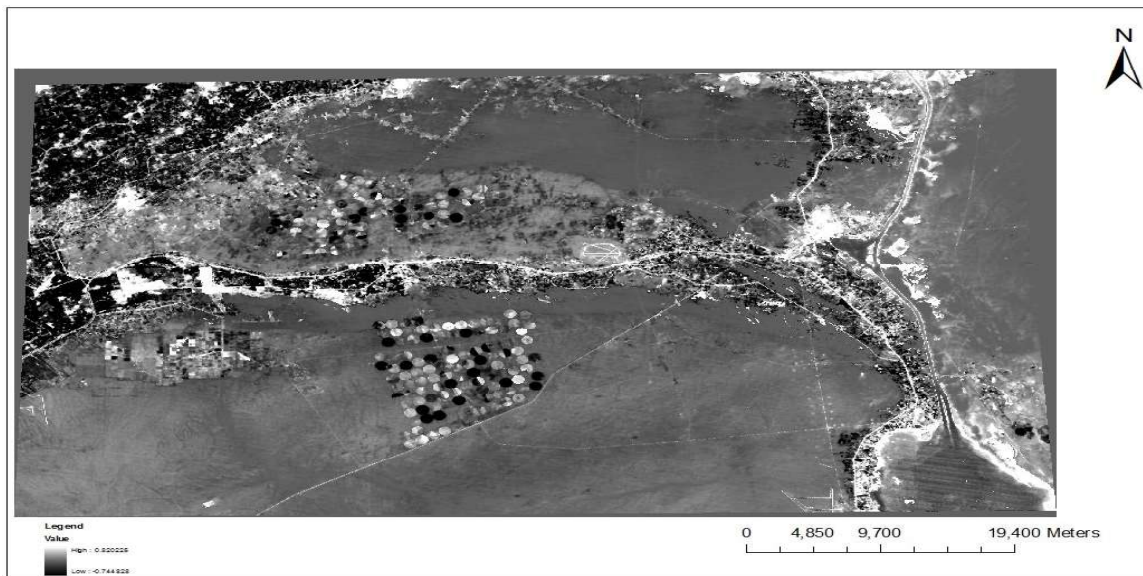 N
Legend
Value
High : 0.820225
Low : -0.744828
0 4,850 9,700 19,400 Meters